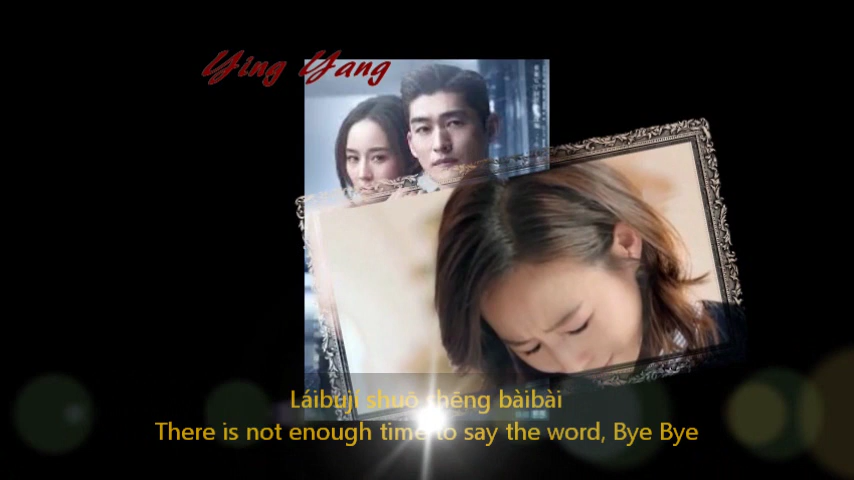 Ying Yang
Láibují shuō shēng bàibài
There is not enough time to say the word, Bye Bye